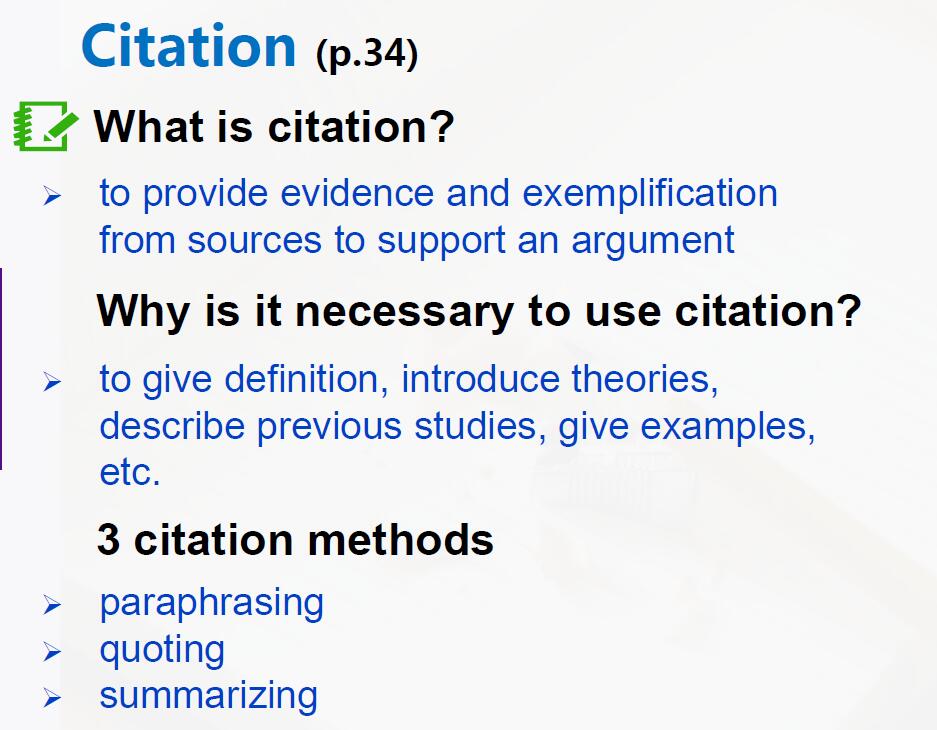 Citation (p.34)
What is citation?
➢ to provide evidence and exemplification
from sources to support an argument
Why is it necessary to use citation?
➢ to give definition, introduce theories,
describe previous studies, give examples,
etc.
3 citation methods
➢ paraphrasing
➢ quoting
➢ summarizing